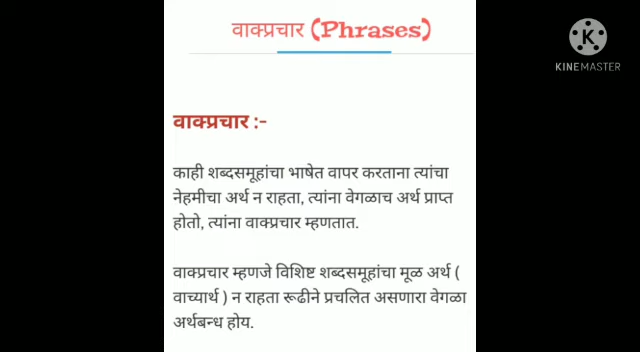 वाक्प्रचार (Phrases)
K
KINEMASTER
वाक्प्रचार :-
काही शब्दसमूहांचा भाषेत वापर करताना त्यांचा
नेहमीचा अर्थ न राहता, त्यांना वेगळाच अर्थ प्राप्त
होतो, त्यांना वाक्प्रचार म्हणतात.
वाक्प्रचार म्हणजे विशिष्ट शब्दसमूहांचा मूळ अर्थ (
वाच्यार्थ ) न राहता रूढीने प्रचलित असणारा वेगळा
अर्थबन्ध होय.